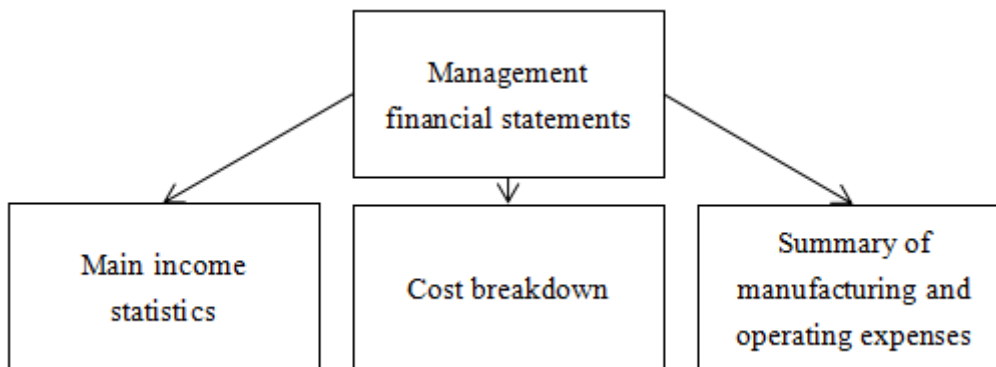 Management
financial statements
Main income
statistics
Cost breakdown
Summary of
manufacturing and
operating expenses